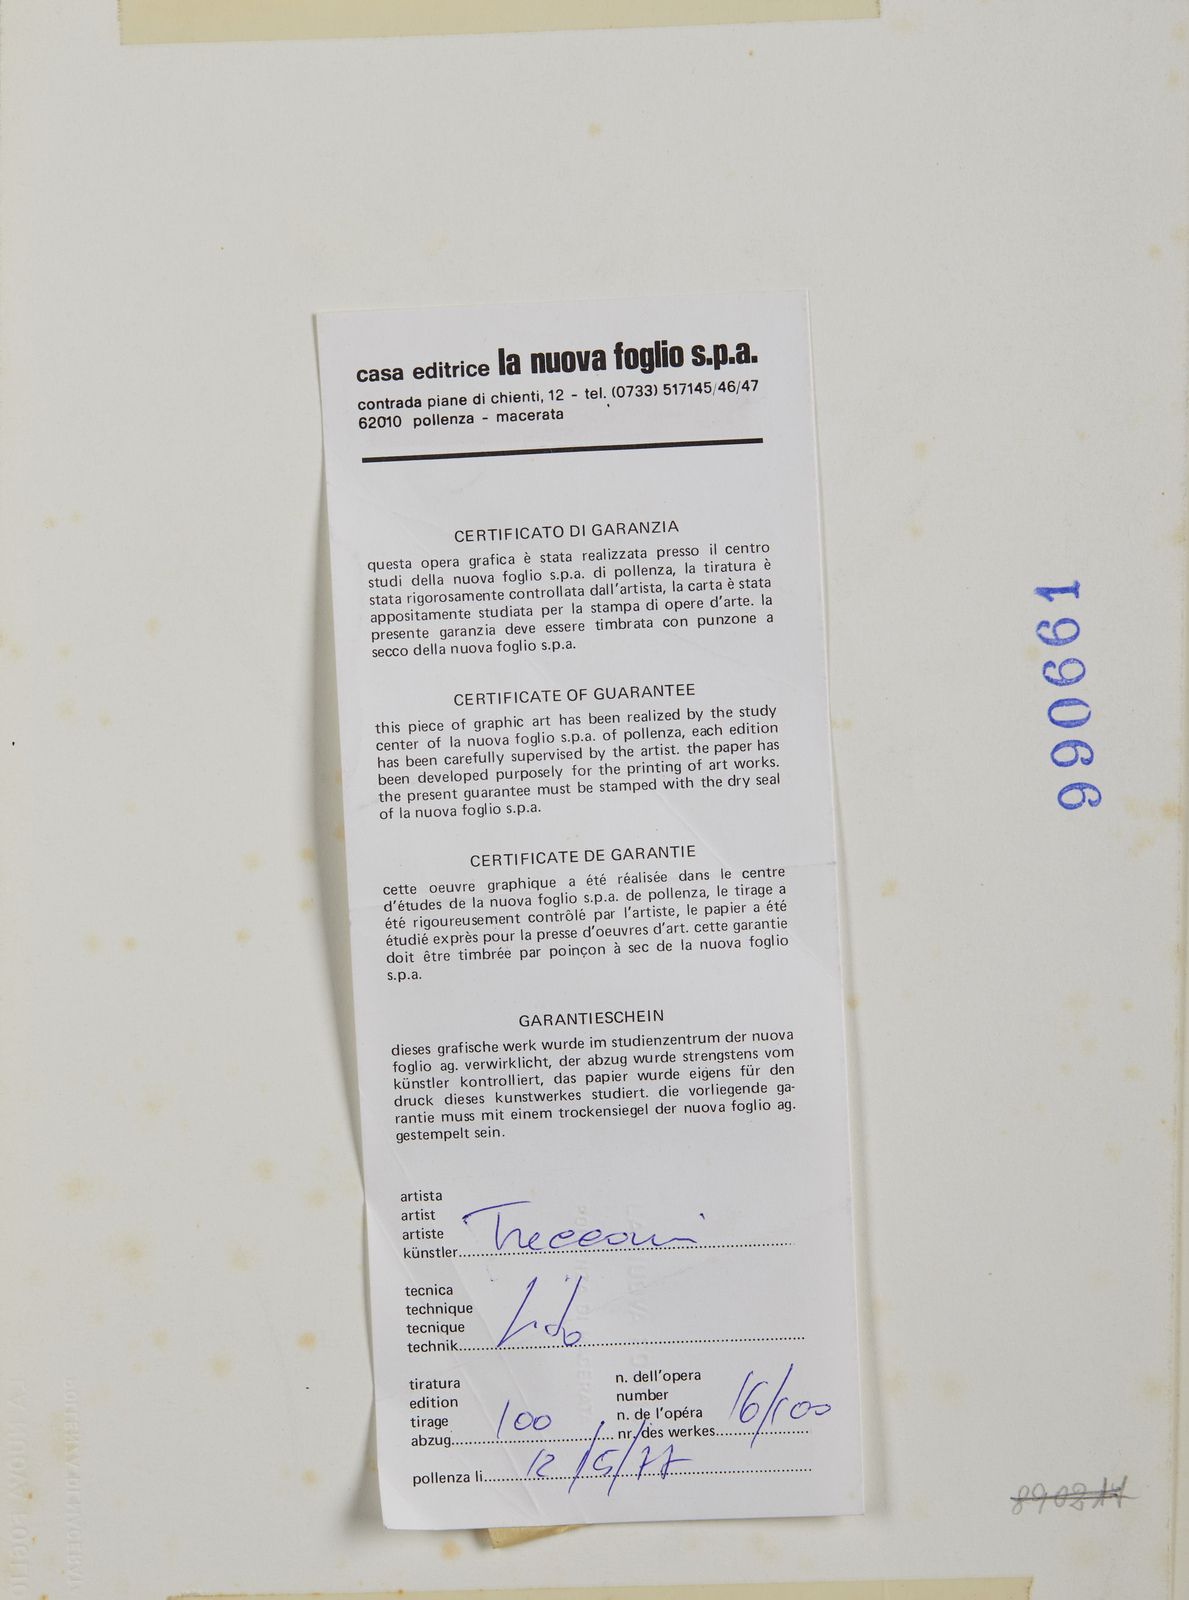 casa editrice la nuova foglio s.p.a.
contrada piane di chienti, 12 - tel. (0733) 517145/46/47
62010 pollenza - macerata
CERTIFICATO DI GARANZIA
questa opera grafica è stata realizzata presso il centro
studi della nuova foglio s.p.a. di pollenza, la tiratura è
stata rigorosamente controllata dall'artista, la carta è stata
appositamente studiata per la stampa di opere d'arte. la
presente garanzia deve essere timbrata con punzone a
secco della nuova foglio s.p.a.
CERTIFICATE OF GUARANTEE
this piece of graphic art has been realized by the study
center of la nuova foglio s.p.a. of pollenza, each edition
has been carefully supervised by the artist. the paper has
been developed purposely for the printing of art works.
the present guarantee must be stamped with the dry seal
of la nuova foglio s.p.a.
CERTIFICATE DE GARANTIE
cette oeuvre graphique a été réalisée dans le centre
d'études de la nuova foglio s.p.a. de pollenza, le tirage a
été rigoureusement contrôlé par l'artiste, le papier a été
étudié exprès pour la presse d'oeuvres d'art. cette garantie
doit être timbrée par poinçon à sec de la nuova foglio
s.p.a.
GARANTIESCHEIN
dieses grafische werk wurde im studienzentrum der nuova
foglio ag. verwirklicht, der abzug wurde strengstens vom
künstler kontrolliert, das papier wurde eigens für den
druck dieses kunstwerkes studiert. die vorliegende ga-
rantie muss mit einem trockensiegel der nuova foglio ag.
gestempelt sein.
artista
artist
artiste
künstler Treccani
tecnica
technique
tecnique
technik Lito
tiratura
edition
tirage
abzug 100
n. dell'opera
number
n. de l'opéra
nr. des werkes 16/100
pollenza li 12/5/77
990661